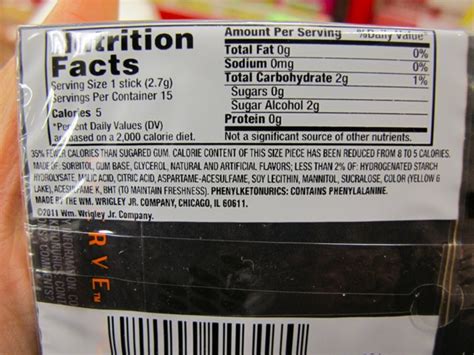 Nutrition
Facts
Serving Size 1 stick (2.7g)
Servings Per Container 15
Calories 5
*Percent Daily Values (DV)
are based on a 2,000 calorie diet.
Amount Per Serving %Daily Value*
Total Fat 0g 0%
Sodium 0mg 0%
Total Carbohydrate 2g 1%
Sugars 0g
Sugar Alcohol 2g
Protein 0g
Not a significant source of other nutrients.
35% FEWER CALORIES THAN SUGARED GUM. CALORIE CONTENT OF THIS SIZE PIECE HAS BEEN REDUCED FROM 8 TO 5 CALORIES.
MADE OF: SORBITOL, GUM BASE, GLYCEROL, NATURAL AND ARTIFICIAL FLAVORS; LESS THAN 2% OF: HYDROGENATED STARCH
HYDROLYSATE, MALIC ACID, CITRIC ACID, ASPARTAME-ACESULFAME, SOY LECITHIN, MANNITOL, SUCRALOSE, COLOR (YELLOW 6
LAKE), ACESULFAME K, BHT (TO MAINTAIN FRESHNESS). PHENYLKETONURICS: CONTAINS PHENYLALANINE.
MADE BY THE WM. WRIGLEY JR. COMPANY, CHICAGO, IL 60611.
©2011 Wm. Wrigley Jr. Company.
RVE™